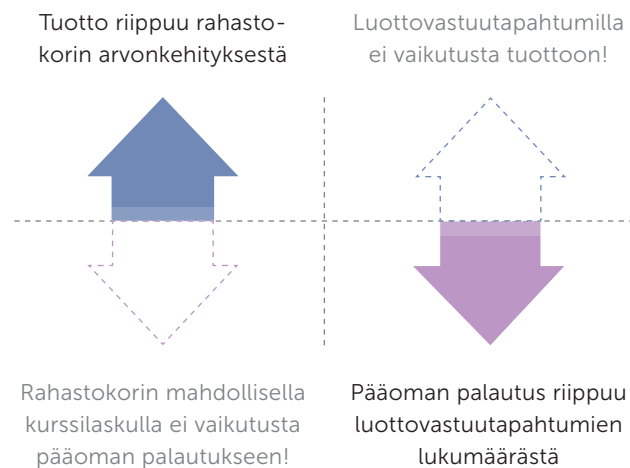 Tuotto riippuu rahasto-
korin arvonkehityksestä
Luottovastuutapahtumilla
ei vaikutusta tuottoon!
Rahastokorin mahdollisella
kurssilaskulla ei vaikutusta
pääoman palautukseen!
Pääoman palautus riippuu
luottovastuutapahtumien
lukumäärästä